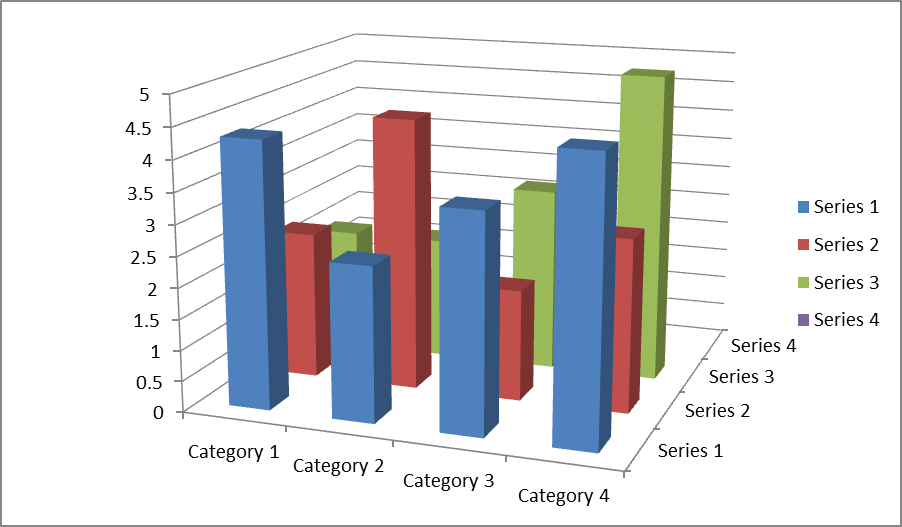 5
4.5
4
3.5
3
2.5
2
1.5
1
0.5
0
Category 1
Category 2
Category 3
Category 4
Series 4
Series 3
Series 2
Series 1
Series 1
Series 2
Series 3
Series 4